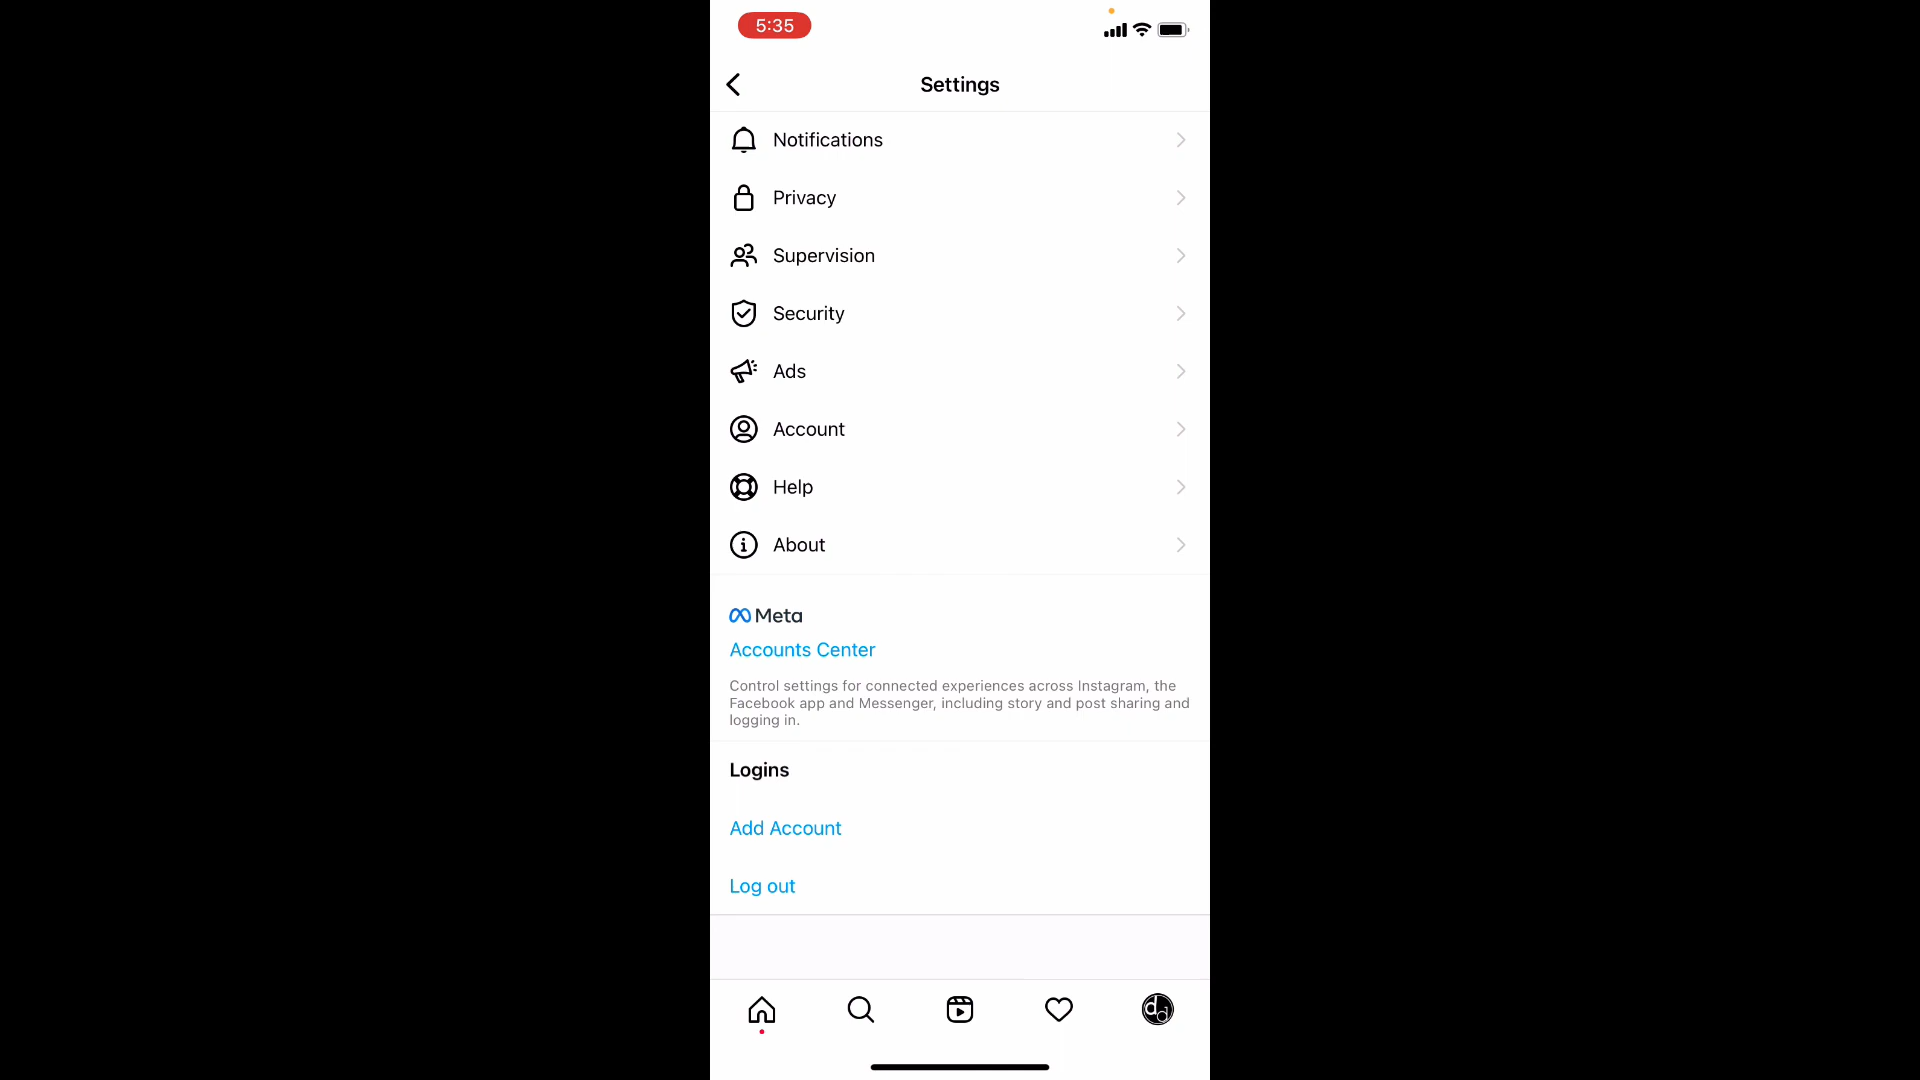 5:35
Settings
Notifications
Privacy
Supervision
Security
Ads
Account
Help
About
Meta
Accounts Center
Control settings for connected experiences across Instagram, the
Facebook app and Messenger, including story and post sharing and
logging in.
Logins
Add Account
Log out
dd